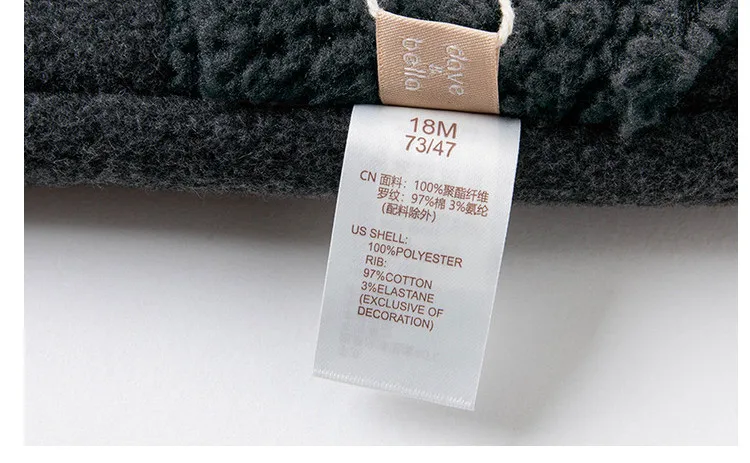 dave
&
bella
18M
73/47
CN 面料：100%聚酯纤维
罗纹：97%棉 3%氨纶
(配料除外)
US SHELL:
100%POLYESTER
RIB:
97%COTTON
3%ELASTANE
(EXCLUSIVE OF
DECORATION)